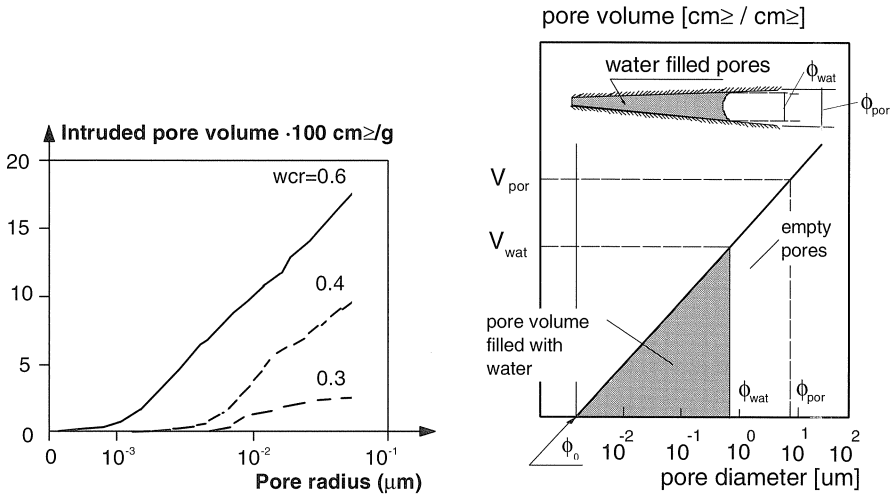 Intruded pore volume ·100 cm≥/g
20
wcr=0.6
15
0.4
10
5
0.3
0
0 10⁻³ 10⁻² 10⁻¹
Pore radius (μm)
pore volume [cm≥ / cm≥]
water filled pores
ϕwat
ϕpor
Vpor
Vwat
empty
pores
pore volume
filled with
water
ϕwat ϕpor
ϕ₀
10⁻² 10⁻¹ 10⁰ 10¹ 10²
pore diameter [um]